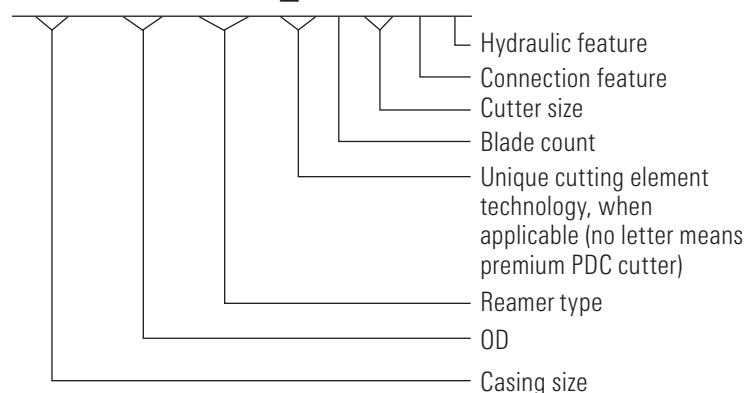 Hydraulic feature
Connection feature
Cutter size
Blade count
Unique cutting element
technology, when
applicable (no letter means
premium PDC cutter)
Reamer type
OD
Casing size